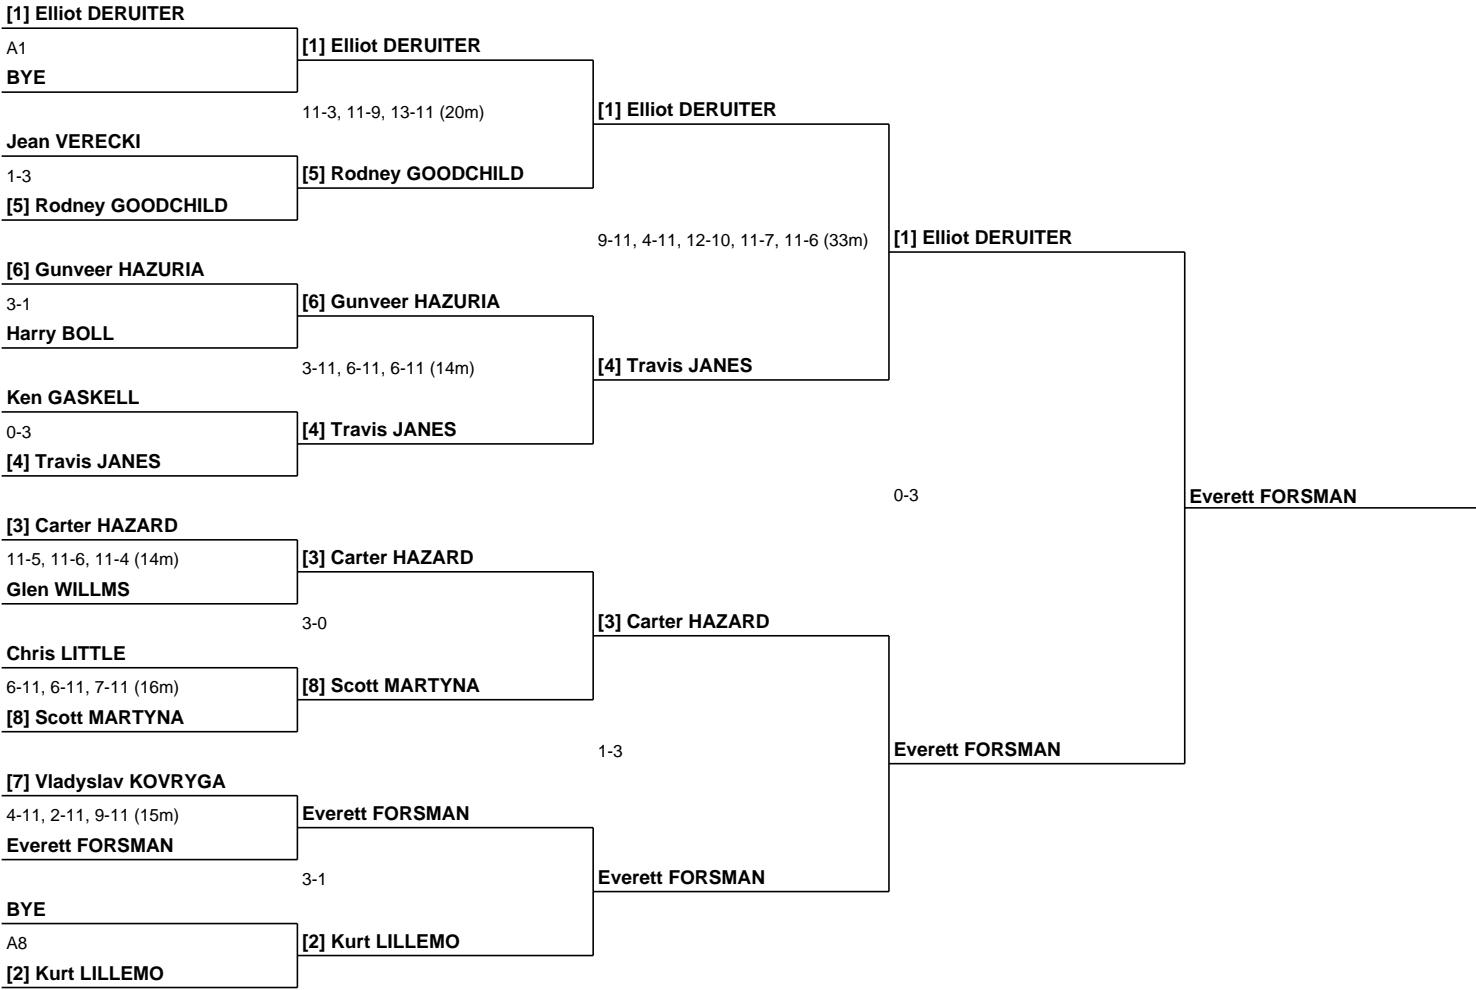 [1] Elliot DERUITER
A1
BYE
Jean VERECKI
1-3
[5] Rodney GOODCHILD
[6] Gunveer HAZURIA
3-1
Harry BOLL
Ken GASKELL
0-3
[4] Travis JANES
[3] Carter HAZARD
11-5, 11-6, 11-4 (14m)
Glen WILLMS
Chris LITTLE
6-11, 6-11, 7-11 (16m)
[8] Scott MARTYNA
[7] Vladyslav KOVRYGA
4-11, 2-11, 9-11 (15m)
Everett FORSMAN
BYE
A8
[2] Kurt LILLEMO
[1] Elliot DERUITER
11-3, 11-9, 13-11 (20m)
[5] Rodney GOODCHILD
[6] Gunveer HAZURIA
3-11, 6-11, 6-11 (14m)
[4] Travis JANES
[3] Carter HAZARD
3-0
[8] Scott MARTYNA
Everett FORSMAN
3-1
[2] Kurt LILLEMO
[1] Elliot DERUITER
9-11, 4-11, 12-10, 11-7, 11-6 (33m)
[4] Travis JANES
[3] Carter HAZARD
1-3
Everett FORSMAN
[1] Elliot DERUITER
0-3
Everett FORSMAN
Everett FORSMAN